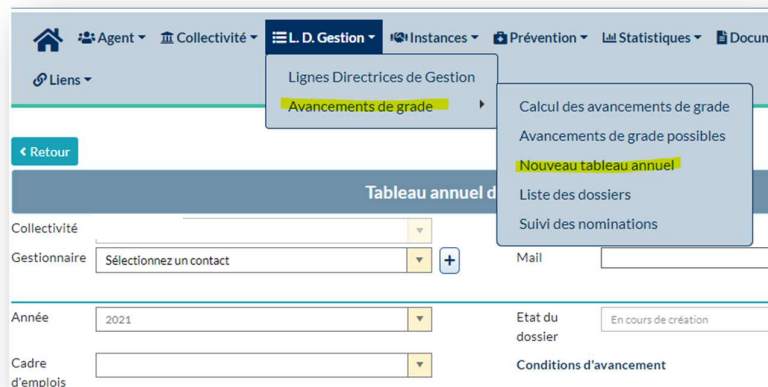 Agent Collectivité L. D. Gestion Instances Prévention Statistiques Docum
Liens
Lignes Directrices de Gestion
Avancements de grade
Calcul des avancements de grade
Avancements de grade possibles
Nouveau tableau annuel
Liste des dossiers
Suivi des nominations
Retour
Tableau annuel d
Collectivité
Gestionnaire Sélectionnez un contact Mail
Année 2021 Etat du dossier En cours de création
Cadre d'emplois
Conditions d'avancement